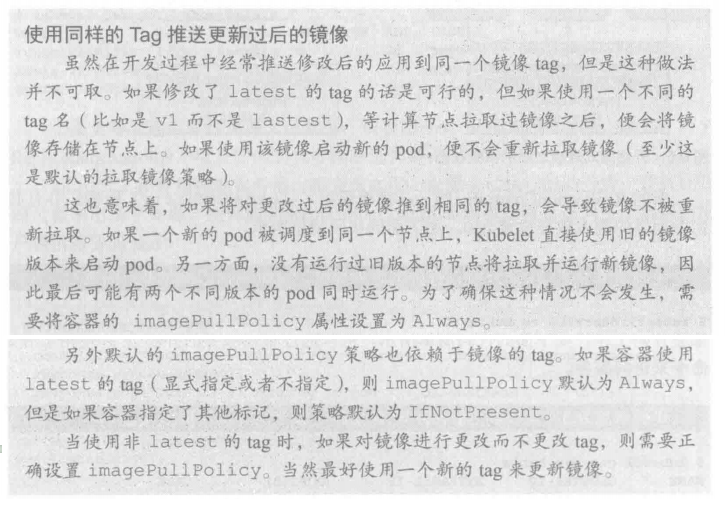 使用同样的 Tag 推送更新过后的镜像
虽然在开发过程中经常推送修改后的应用到同一个镜像 tag，但是这种做法
并不可取。如果修改了 latest 的 tag 的话是可行的，但如果使用一个不同的
tag 名（比如是 v1 而不是 lastest），等计算节点拉取过镜像之后，便会将镜
像存储在节点上。如果使用该镜像启动新的 pod，便不会重新拉取镜像（至少这
是默认的拉取镜像策略）。
这也意味着，如果将对更改过后的镜像推到相同的 tag，会导致镜像不被重
新拉取。如果一个新的 pod 被调度到同一个节点上，Kubelet 直接使用旧的镜像
版本来启动 pod。另一方面，没有运行过旧版本的节点将拉取并运行新镜像，因
此最后可能有两个不同版本的 pod 同时运行。为了确保这种情况不会发生，需
要将容器的 imagePullPolicy 属性设置为 Always。
另外默认的 imagePullPolicy 策略也依赖于镜像的 tag。如果容器使用
latest 的 tag（显式指定或者不指定），则 imagePullPolicy 默认为 Always，
但是如果容器指定了其他标记，则策略默认为 IfNotPresent。
当使用非 latest 的 tag 时，如果对镜像进行更改而不更改 tag，则需要正
确设置 imagePullPolicy。当然最好使用一个新的 tag 来更新镜像。